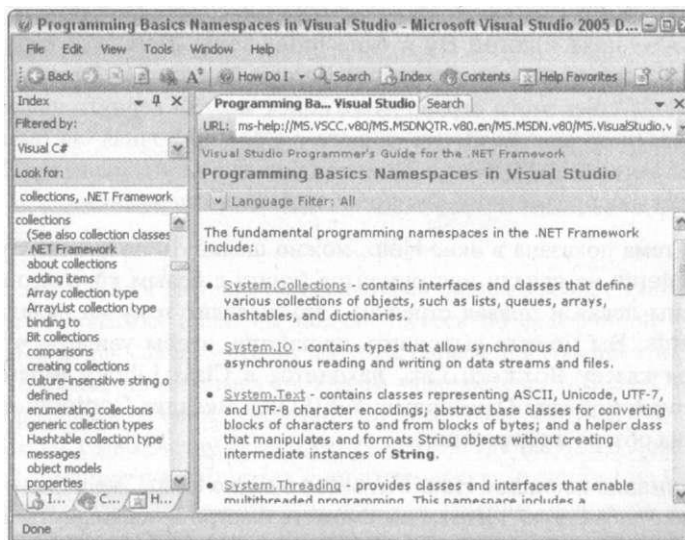 Programming Basics Namespaces in Visual Studio - Microsoft Visual Studio 2005 D...
File Edit View Tools Window Help
Back How Do I Search Index Contents Help Favorites
Index
Filtered by:
Visual C#
Look for:
collections, .NET Framework
collections
(See also collection classes
.NET Framework
about collections
adding items
Array collection type
ArrayList collection type
binding to
Bit collections
comparisons
creating collections
culture-insensitive string o
defined
enumerating collections
generic collection types
Hashtable collection type
messages
object models
properties
I... C... H...
Programming Ba... Visual Studio Search
URL: ms-help://MS.VSCC.v80/MS.MSDNQTR.v80.en/MS.MSDN.v80/MS.VisualStudio.v
Visual Studio Programmer's Guide for the .NET Framework
Programming Basics Namespaces in Visual Studio
Language Filter: All
The fundamental programming namespaces in the .NET Framework
include:
• System.Collections - contains interfaces and classes that define
various collections of objects, such as lists, queues, arrays,
hashtables, and dictionaries.
• System.IO - contains types that allow synchronous and
asynchronous reading and writing on data streams and files.
• System.Text - contains classes representing ASCII, Unicode, UTF-7,
and UTF-8 character encodings; abstract base classes for converting
blocks of characters to and from blocks of bytes; and a helper class
that manipulates and formats String objects without creating
intermediate instances of String.
• System.Threading - provides classes and interfaces that enable
multithreaded programming. This namespace includes a
Done